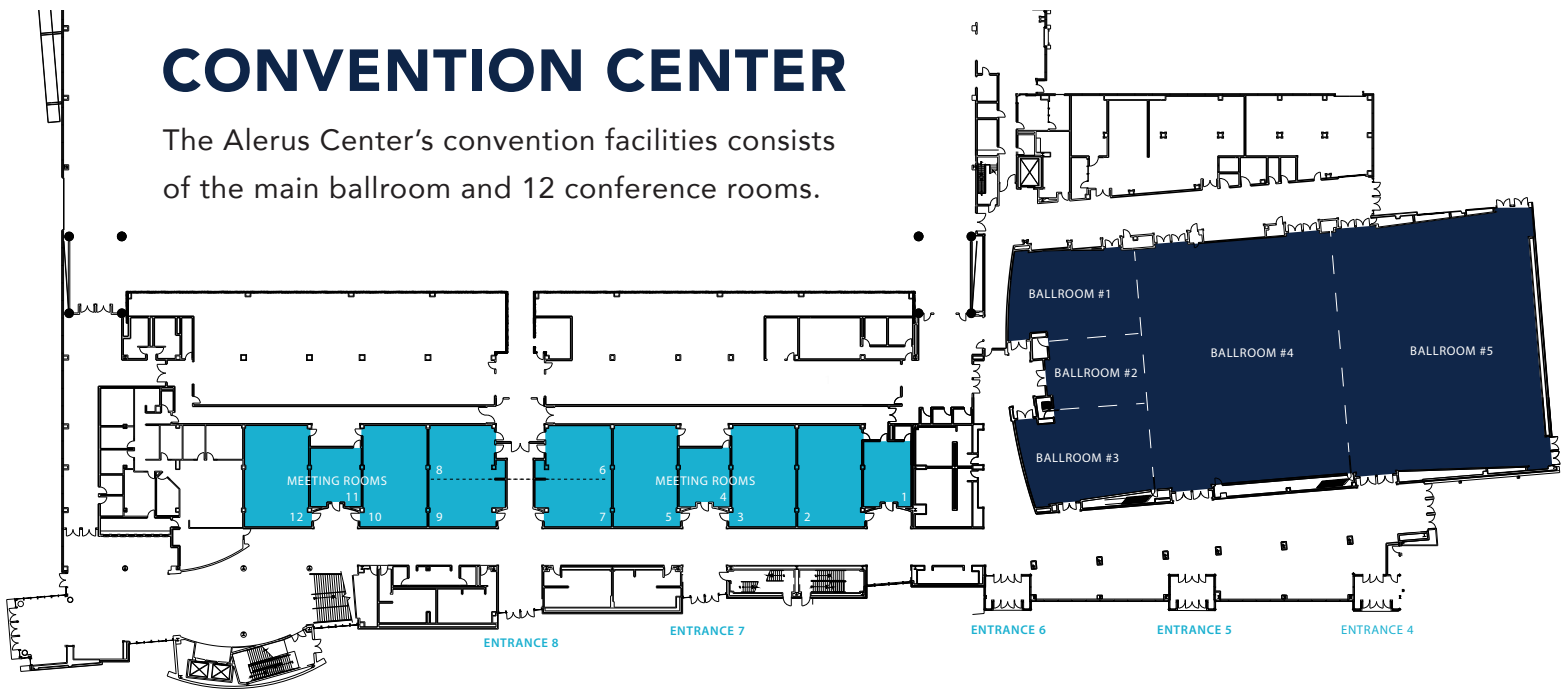 CONVENTION CENTER
The Alerus Center's convention facilities consists
of the main ballroom and 12 conference rooms.
BALLROOM #1
BALLROOM #2
BALLROOM #3
BALLROOM #4
BALLROOM #5
MEETING ROOMS
12
11
10
8
9
6
7
MEETING ROOMS
5
4
3
2
1
ENTRANCE 8
ENTRANCE 7
ENTRANCE 6
ENTRANCE 5
ENTRANCE 4